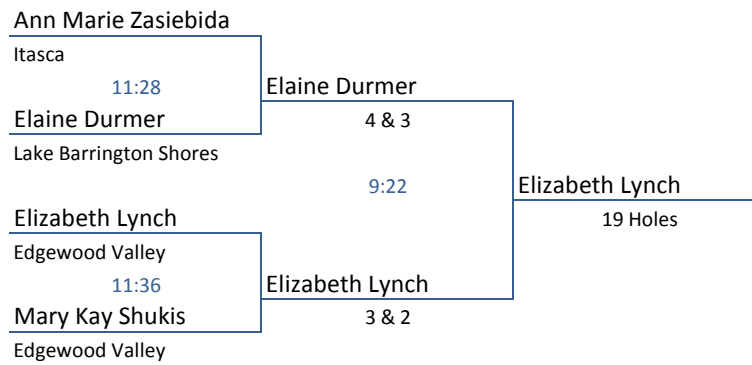 Ann Marie Zasiebida
Itasca
11:28
Elaine Durmer
Elaine Durmer
4 & 3
Lake Barrington Shores
9:22
Elizabeth Lynch
19 Holes
Elizabeth Lynch
Edgewood Valley
11:36
Elizabeth Lynch
Mary Kay Shukis
3 & 2
Edgewood Valley